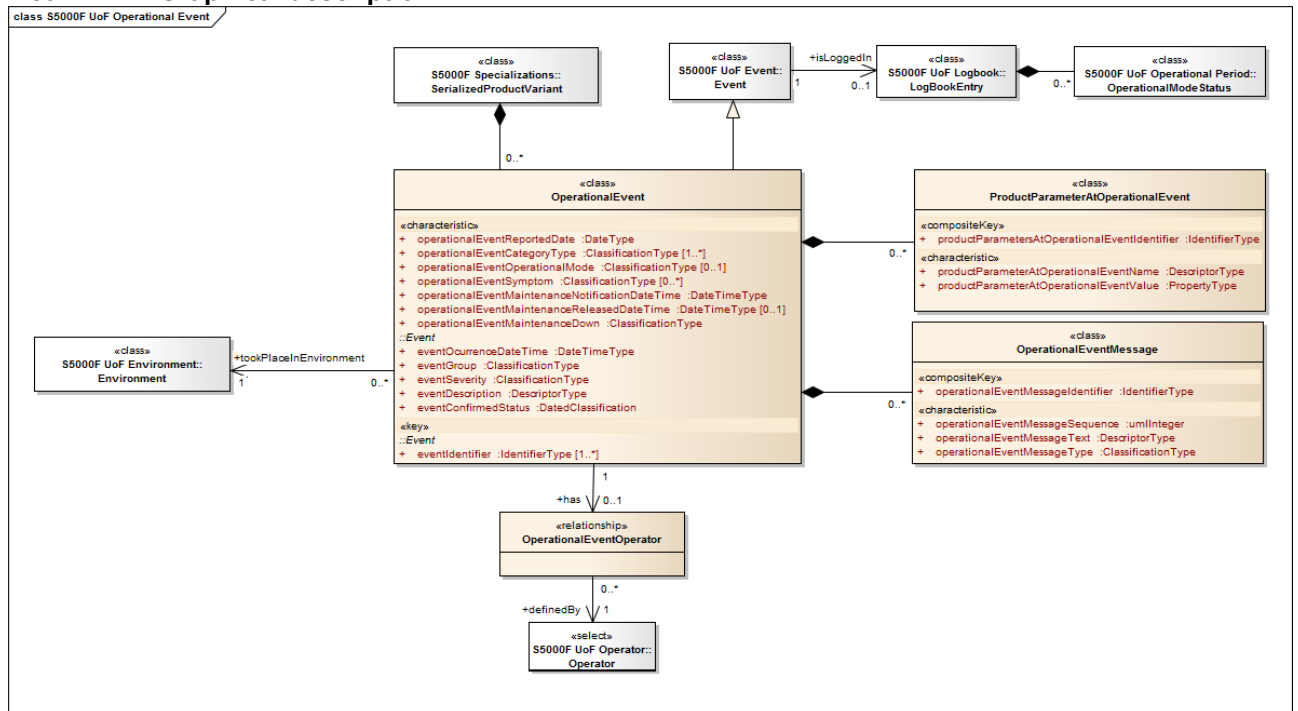 class S5000F UoF Operational Event
«class»
S5000F Specializations::
SerializedProductVariant
0..*
«class»
S5000F UoF Event::
Event
+isLoggedIn
1
0..1
«class»
S5000F UoF Logbook::
LogBookEntry
0..*
«class»
S5000F UoF Operational Period::
OperationalModeStatus
«class»
OperationalEvent
«characteristic»
+ operationalEventReportedDate :DateType
+ operationalEventCategoryType :ClassificationType [1..*]
+ operationalEventOperationalMode :ClassificationType [0..1]
+ operationalEventSymptom :ClassificationType [0..*]
+ operationalEventMaintenanceNotificationDateTime :DateTimeType
+ operationalEventMaintenanceReleasedDateTime :DateTimeType [0..1]
+ operationalEventMaintenanceDown :ClassificationType
::Event
+ eventOcurrenceDateTime :DateTimeType
+ eventGroup :ClassificationType
+ eventSeverity :ClassificationType
+ eventDescription :DescriptorType
+ eventConfirmedStatus :DatedClassification
«key»
::Event
+ eventIdentifier :IdentifierType [1..*]
0..*
«class»
ProductParameterAtOperationalEvent
«compositeKey»
+ productParametersAtOperationalEventIdentifier :IdentifierType
«characteristic»
+ productParameterAtOperationalEventName :DescriptorType
+ productParameterAtOperationalEventValue :PropertyType
0..*
«class»
OperationalEventMessage
«compositeKey»
+ operationalEventMessageIdentifier :IdentifierType
«characteristic»
+ operationalEventMessageSequence :umlInteger
+ operationalEventMessageText :DescriptorType
+ operationalEventMessageType :ClassificationType
«class»
S5000F UoF Environment::
Environment
+tookPlaceInEnvironment
1
0..*
1
+has
0..1
«relationship»
OperationalEventOperator
0..*
+definedBy
1
«select»
S5000F UoF Operator::
Operator